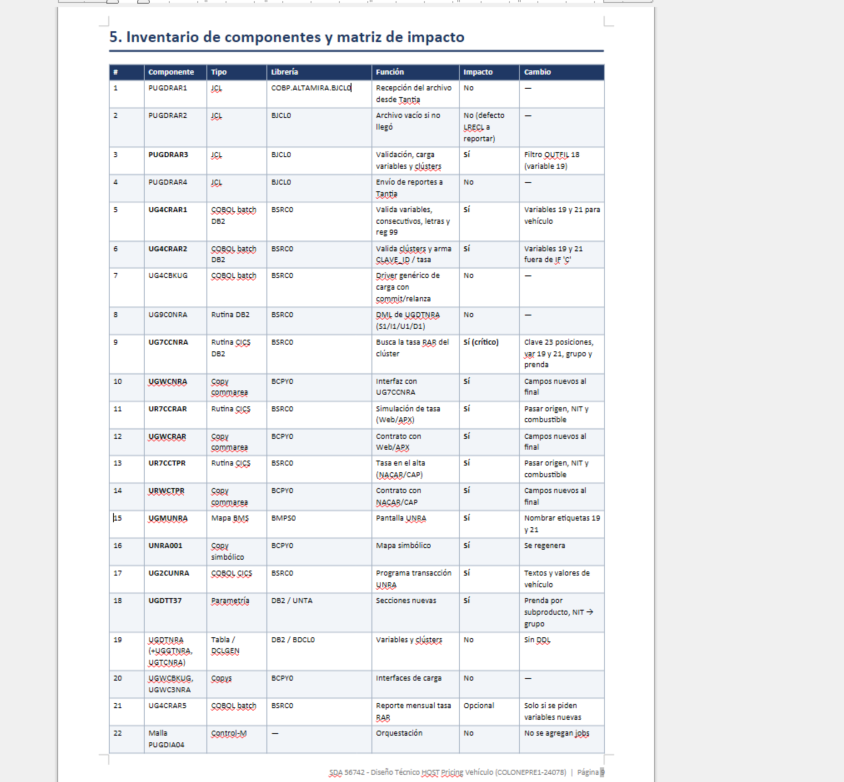 5. Inventario de componentes y matriz de impacto
# Componente Tipo Librería Función Impacto Cambio
1 PUGDRAR1 JCL COBP.ALTAMIRA.BJCL0 Recepción del archivo No —
desde Tantia
2 PUGDRAR2 JCL BJCL0 Archivo vacío si no No (defecto —
llegó LRECL a
reportar)
3 PUGDRAR3 JCL BJCL0 Validación, carga Sí Filtro OUTFIL 18
variables y clústers (variable 19)
4 PUGDRAR4 JCL BJCL0 Envío de reportes a No —
Tantia
5 UG4CRAR1 COBOL batch BSRC0 Valida variables, Sí Variables 19 y 21 para
DB2 consecutivos, letras y vehículo
reg 99
6 UG4CRAR2 COBOL batch BSRC0 Valida clústers y arma Sí Variables 19 y 21
DB2 CLAVE_ID / tasa fuera de IF 'C'
7 UG4CBKUG COBOL batch BSRC0 Driver genérico de No —
carga con
commit/relanza
8 UG9C0NRA Rutina DB2 BSRC0 DML de UGDTNRA No —
(S1/I1/U1/D1)
9 UG7CCNRA Rutina CICS BSRC0 Busca la tasa RAR del Sí (crítico) Clave 23 posiciones,
DB2 clúster var 19 y 21, grupo y
prenda
10 UGWCNRA Copy BCPY0 Interfaz con Sí Campos nuevos al
commarea UG7CCNRA final
11 UR7CCRAR Rutina CICS BSRC0 Simulación de tasa Sí Pasar origen, NIT y
(Web/APX) combustible
12 UGWCRAR Copy BCPY0 Contrato con Sí Campos nuevos al
commarea Web/APX final
13 UR7CCTPR Rutina CICS BSRC0 Tasa en el alta Sí Pasar origen, NIT y
(NACAR/CAP) combustible
14 URWCTPR Copy BCPY0 Contrato con Sí Campos nuevos al
commarea NACAR/CAP final
15 UGMUNRA Mapa BMS BMPS0 Pantalla UNRA Sí Nombrar etiquetas 19
y 21
16 UNRA001 Copy BCPY0 Mapa simbólico Sí Se regenera
simbólico
17 UG2CUNRA COBOL CICS BSRC0 Programa transacción Sí Textos y valores de
UNRA vehículo
18 UGDTT37 Parametría DB2 / UNTA Secciones nuevas Sí Prenda por
subproducto, NIT →
grupo
19 UGDTNRA Tabla / DB2 / BDCL0 Variables y clústers No Sin DDL
(+UGGTNRA, DCLGEN
UGTCNRA)
20 UGWCBKUG, Copys BCPY0 Interfaces de carga No —
UGWC3NRA
21 UG4CRAR5 COBOL batch BSRC0 Reporte mensual tasa Opcional Solo si se piden
RAR variables nuevas
22 Malla Control-M — Orquestación No No se agregan jobs
PUGDIA04
SDA 56742 - Diseño Técnico HOST Pricing Vehículo (COLONEPRE1-24078) | Página